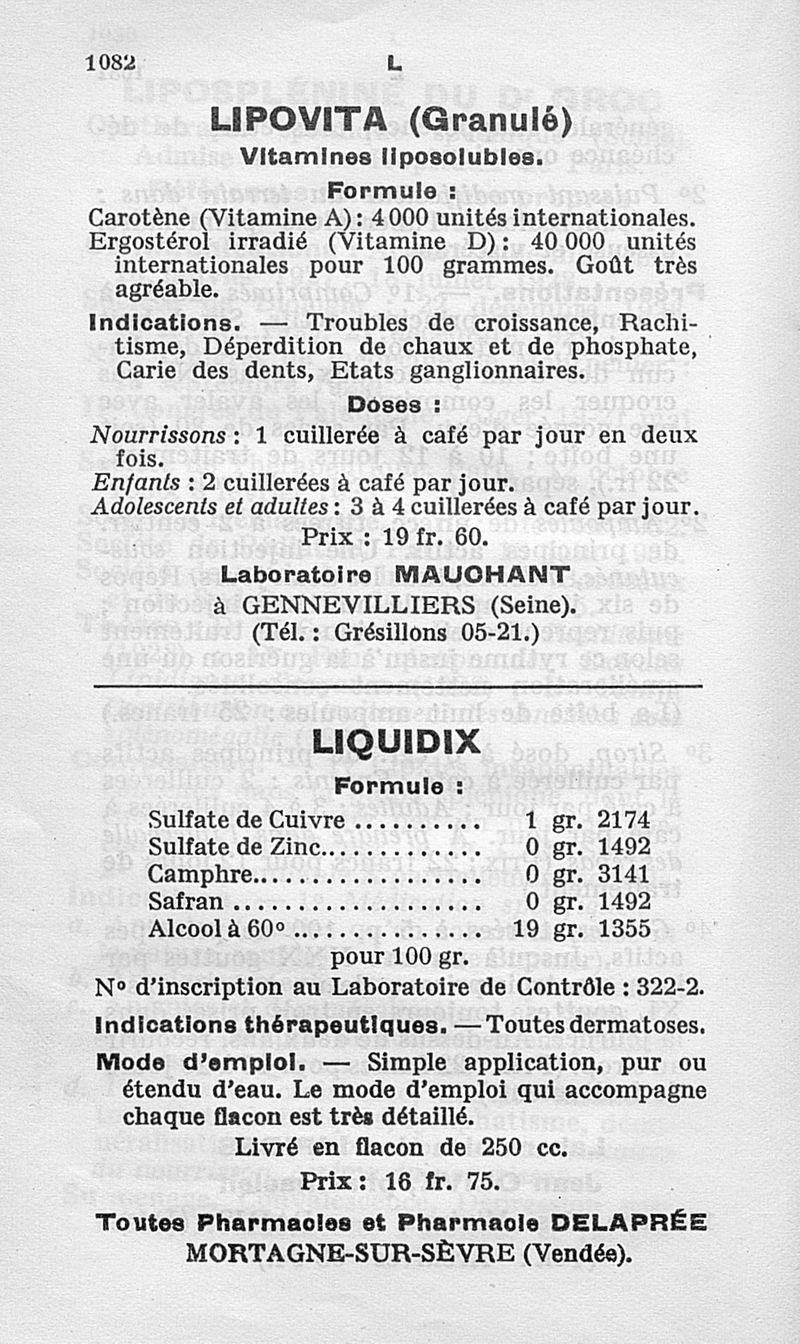 1082 L
LIPOVITA (Granulé)
Vitamines liposolubles.
Formule :
Carotène (Vitamine A) : 4 000 unités internationales.
Ergostérol irradié (Vitamine D) : 40 000 unités
internationales pour 100 grammes. Goût très
agréable.
Indications. — Troubles de croissance, Rachi-
tisme, Déperdition de chaux et de phosphate,
Carie des dents, Etats ganglionnaires.
Doses :
Nourrissons : 1 cuillerée à café par jour en deux
fois.
Enfants : 2 cuillerées à café par jour.
Adolescents et adultes : 3 à 4 cuillerées à café par jour.
Prix : 19 fr. 60.
Laboratoire MAUCHANT
à GENNEVILLIERS (Seine).
(Tél. : Grésillons 05-21.)
LIQUIDIX
Formule :
Sulfate de Cuivre ........... 1 gr. 2174
Sulfate de Zinc............. 0 gr. 1492
Camphre.................. 0 gr. 3141
Safran .................... 0 gr. 1492
Alcool à 60º ............... 19 gr. 1355
pour 100 gr.
Nº d'inscription au Laboratoire de Contrôle : 322-2.
Indications thérapeutiques. — Toutes dermatoses.
Mode d'emploi. — Simple application, pur ou
étendu d'eau. Le mode d'emploi qui accompagne
chaque flacon est très détaillé.
Livré en flacon de 250 cc.
Prix : 16 fr. 75.
Toutes Pharmacies et Pharmacie DELAPRÉE
MORTAGNE-SUR-SÈVRE (Vendée).